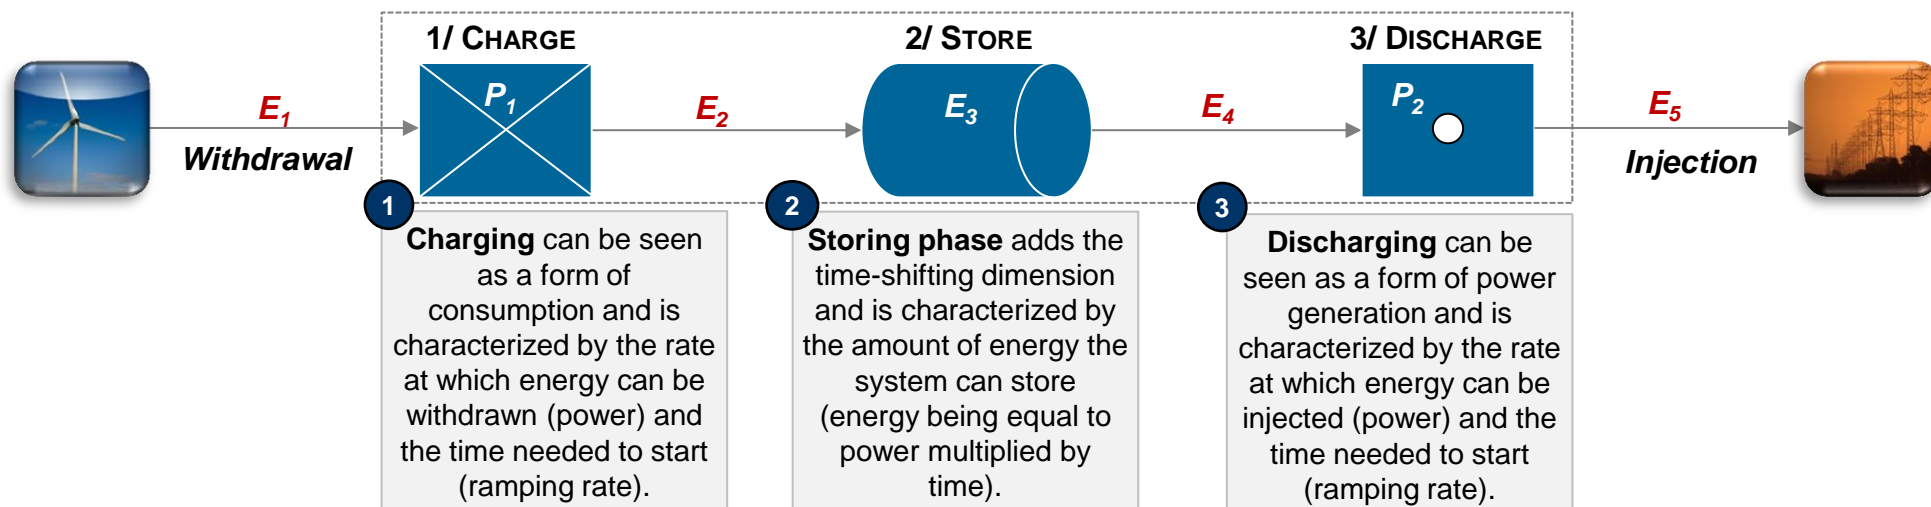 1/ CHARGE
2/ STORE
3/ DISCHARGE
P1
E3
P2
E1
E2
E4
E5
Withdrawal
Injection
1
2
3
Charging can be seen
as a form of
consumption and is
characterized by the rate
at which energy can be
withdrawn (power) and
the time needed to start
(ramping rate).
Storing phase adds the
time-shifting dimension
and is characterized by
the amount of energy the
system can store
(energy being equal to
power multiplied by
time).
Discharging can be
seen as a form of power
generation and is
characterized by the rate
at which energy can be
injected (power) and the
time needed to start
(ramping rate).